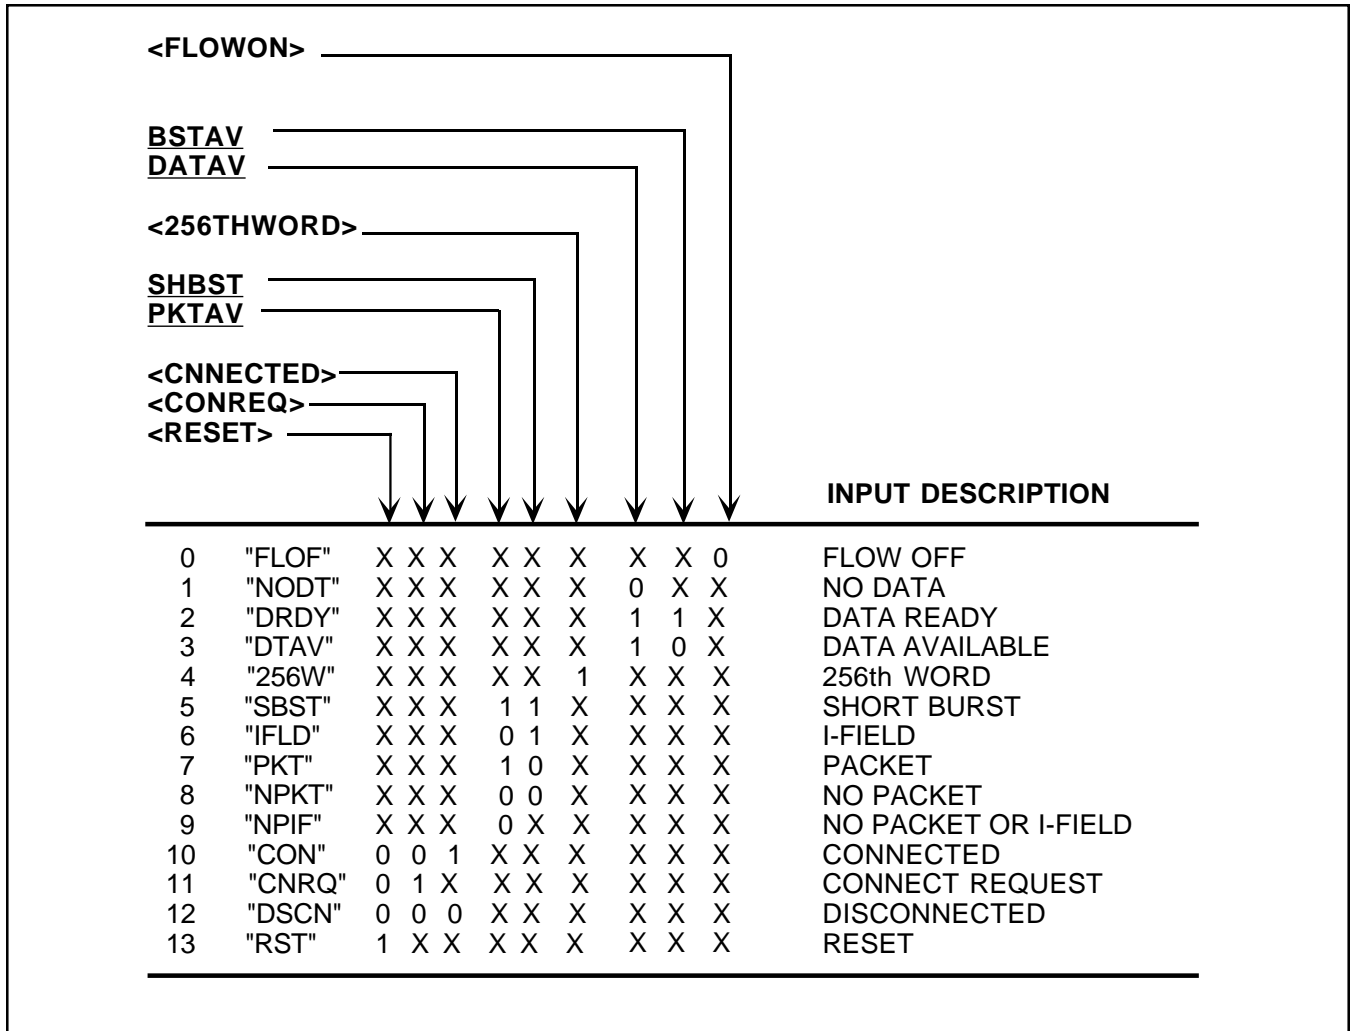 <FLOWON>
BSTAV
DATAV
<256THWORD>
SHBST
PKTAV
<CNNECTED>
<CONREQ>
<RESET>
INPUT DESCRIPTION
0 "FLOF" X X X X X X X X 0 FLOW OFF
1 "NODT" X X X X X X 0 X X NO DATA
2 "DRDY" X X X X X X 1 1 X DATA READY
3 "DTAV" X X X X X X 1 0 X DATA AVAILABLE
4 "256W" X X X X X 1 X X X 256th WORD
5 "SBST" X X X 1 1 X X X X SHORT BURST
6 "IFLD" X X X 0 1 X X X X I-FIELD
7 "PKT" X X X 1 0 X X X X PACKET
8 "NPKT" X X X 0 0 X X X X NO PACKET
9 "NPIF" X X X 0 X X X X X NO PACKET OR I-FIELD
10 "CON" 0 0 1 X X X X X X CONNECTED
11 "CNRQ" 0 1 X X X X X X X CONNECT REQUEST
12 "DSCN" 0 0 0 X X X X X X DISCONNECTED
13 "RST" 1 X X X X X X X X RESET